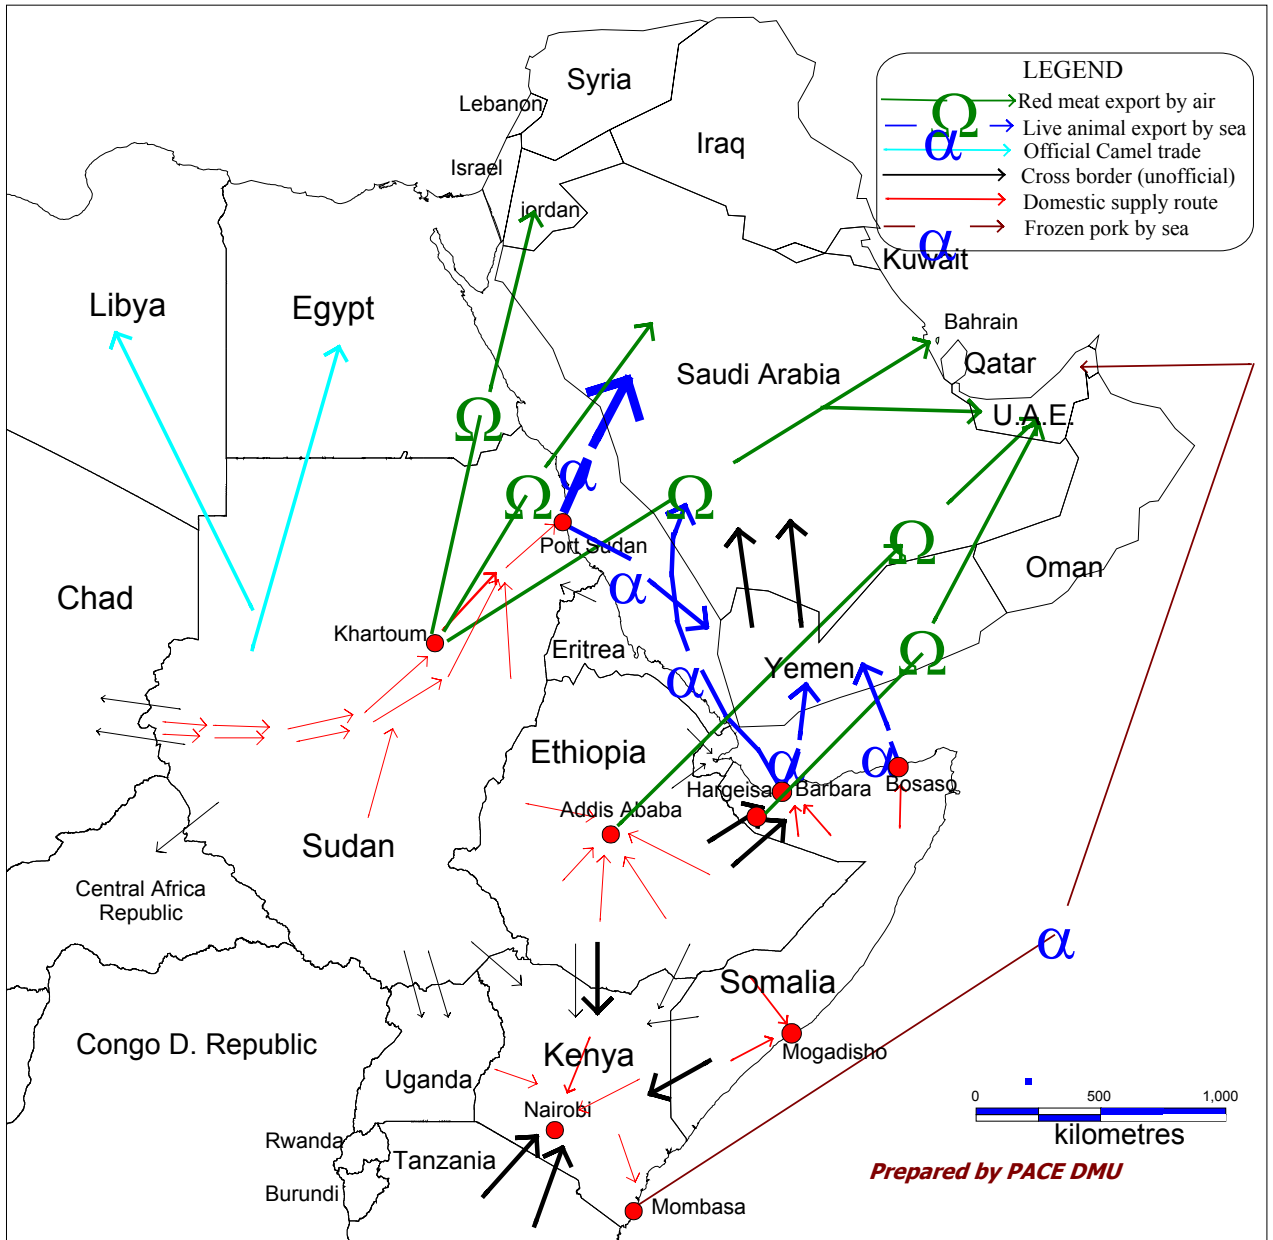 LEGEND
Ω Red meat export by air
α Live animal export by sea
Official Camel trade
Cross border (unofficial)
Domestic supply route
α Frozen pork by sea
Syria
Lebanon
Iraq
Israel
jordan
Kuwait
Libya
Egypt
Bahrain
Qatar
Saudi Arabia
U.A.E.
Ω
α
Ω
Ω
Port Sudan
Ω
Oman
α
Chad
Khartoum
Eritrea
Ω
Yemen
α
Ethiopia
α
α
Hargeisa
Barbara
Bosaso
Addis Ababa
Sudan
Central Africa
Republic
α
Somalia
Congo D. Republic
Kenya
Mogadisho
Uganda
Nairobi
0 500 1,000
kilometres
Rwanda
Tanzania
Prepared by PACE DMU
Burundi
Mombasa